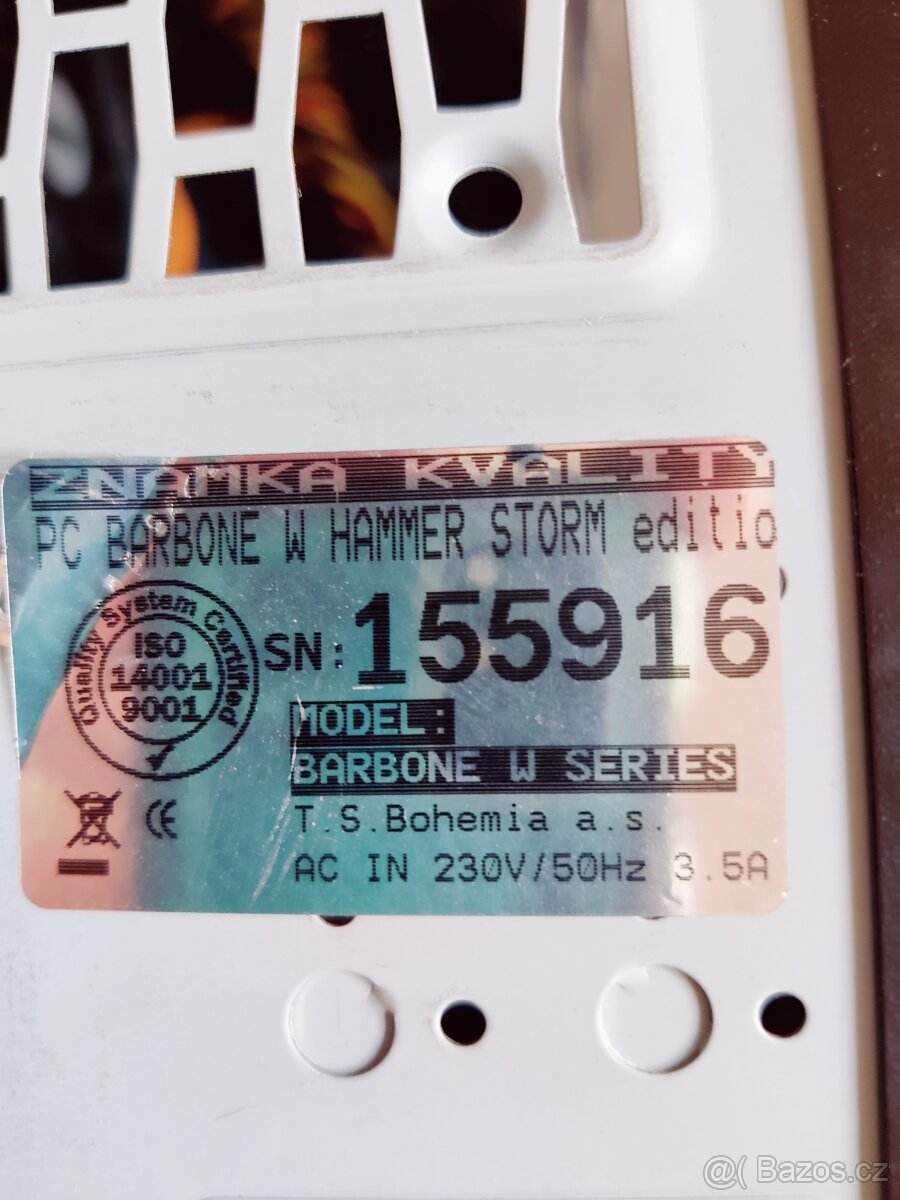 ZNAMKA KVALITY
PC BARBONE W HAMMER STORM editio
Quality System Certified
ISO
14001
9001
SN: 155916
MODEL:
BARBONE W SERIES
CE
T.S.Bohemia a.s.
AC IN 230V/50Hz 3.5A
@( Bazos.cz